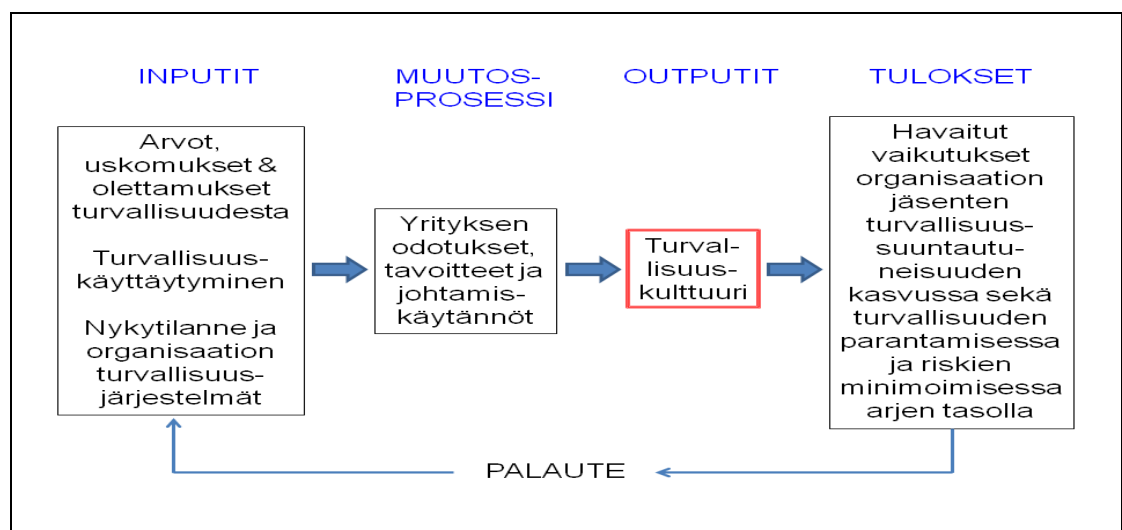 INPUTIT
Arvot,
uskomukset &
olettamukset
turvallisuudesta
Turvallisuus-
käyttäytyminen
Nykytilanne ja
organisaation
turvallisuus-
järjestelmät
MUUTOS-
PROSESSI
Yrityksen
odotukset,
tavoitteet ja
johtamis-
käytännöt
OUTPUTIT
Turval-
lisuus-
kulttuuri
TULOKSET
Havaitut
vaikutukset
organisaation
jäsenten
turvallisuus-
suuntautu-
neisuuden
kasvussa sekä
turvallisuuden
parantamisessa
ja riskien
minimoimisessa
arjen tasolla
PALAUTE